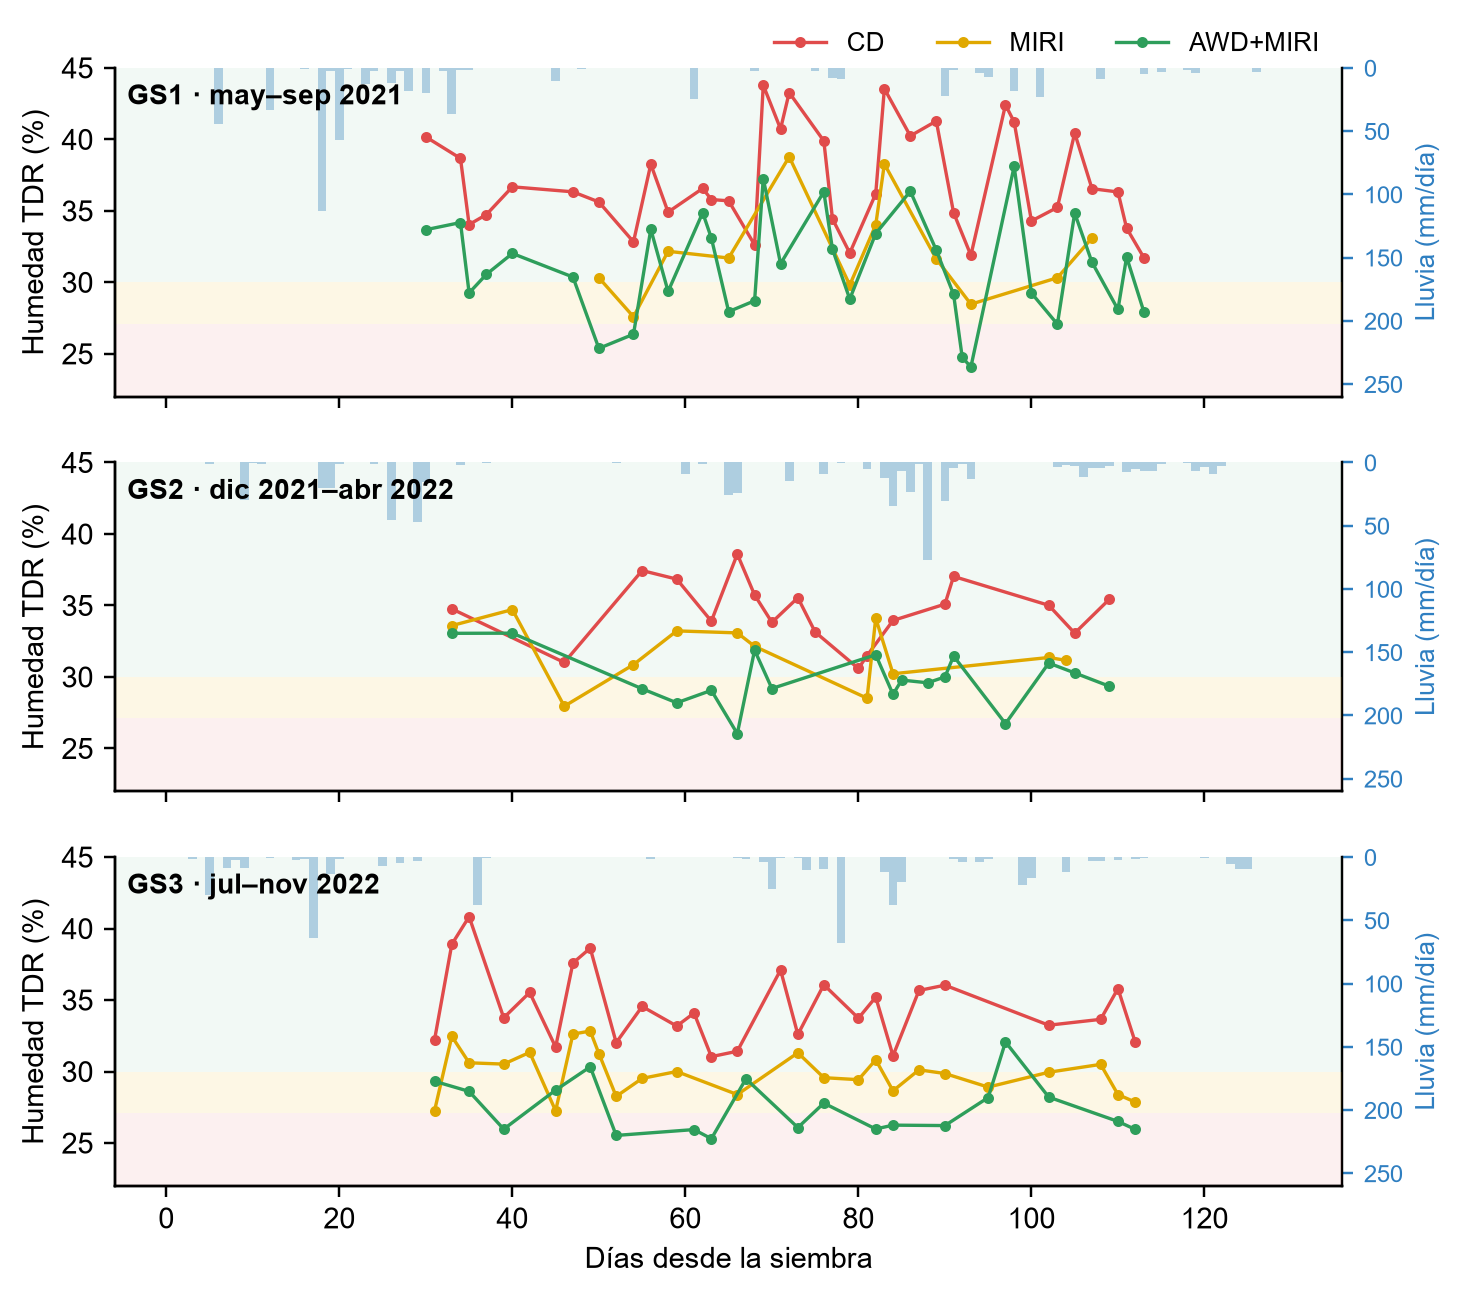 CD MIRI AWD+MIRI
GS1 · may–sep 2021
Humedad TDR (%)
45
40
35
30
25
0
50
100
150
200
250
Lluvia (mm/día)
GS2 · dic 2021–abr 2022
Humedad TDR (%)
45
40
35
30
25
0
50
100
150
200
250
Lluvia (mm/día)
GS3 · jul–nov 2022
Humedad TDR (%)
45
40
35
30
25
0
50
100
150
200
250
Lluvia (mm/día)
0 20 40 60 80 100 120
Días desde la siembra